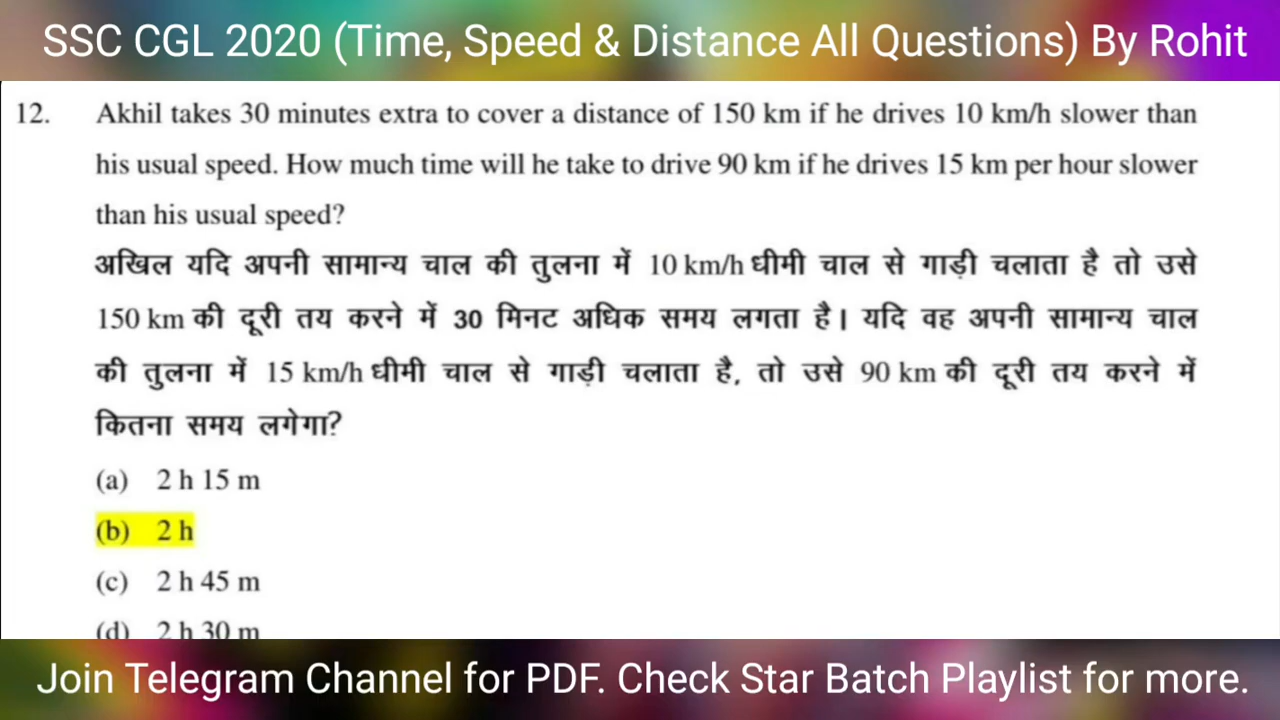 SSC CGL 2020 (Time, Speed & Distance All Questions) By Rohit
12. Akhil takes 30 minutes extra to cover a distance of 150 km if he drives 10 km/h slower than
his usual speed. How much time will he take to drive 90 km if he drives 15 km per hour slower
than his usual speed?
अखिल यदि अपनी सामान्य चाल की तुलना में 10 km/h धीमी चाल से गाड़ी चलाता है तो उसे
150 km की दूरी तय करने में 30 मिनट अधिक समय लगता है। यदि वह अपनी सामान्य चाल
की तुलना में 15 km/h धीमी चाल से गाड़ी चलाता है, तो उसे 90 km की दूरी तय करने में
कितना समय लगेगा?
(a) 2 h 15 m
(b) 2 h
(c) 2 h 45 m
(d) 2 h 30 m
Join Telegram Channel for PDF. Check Star Batch Playlist for more.